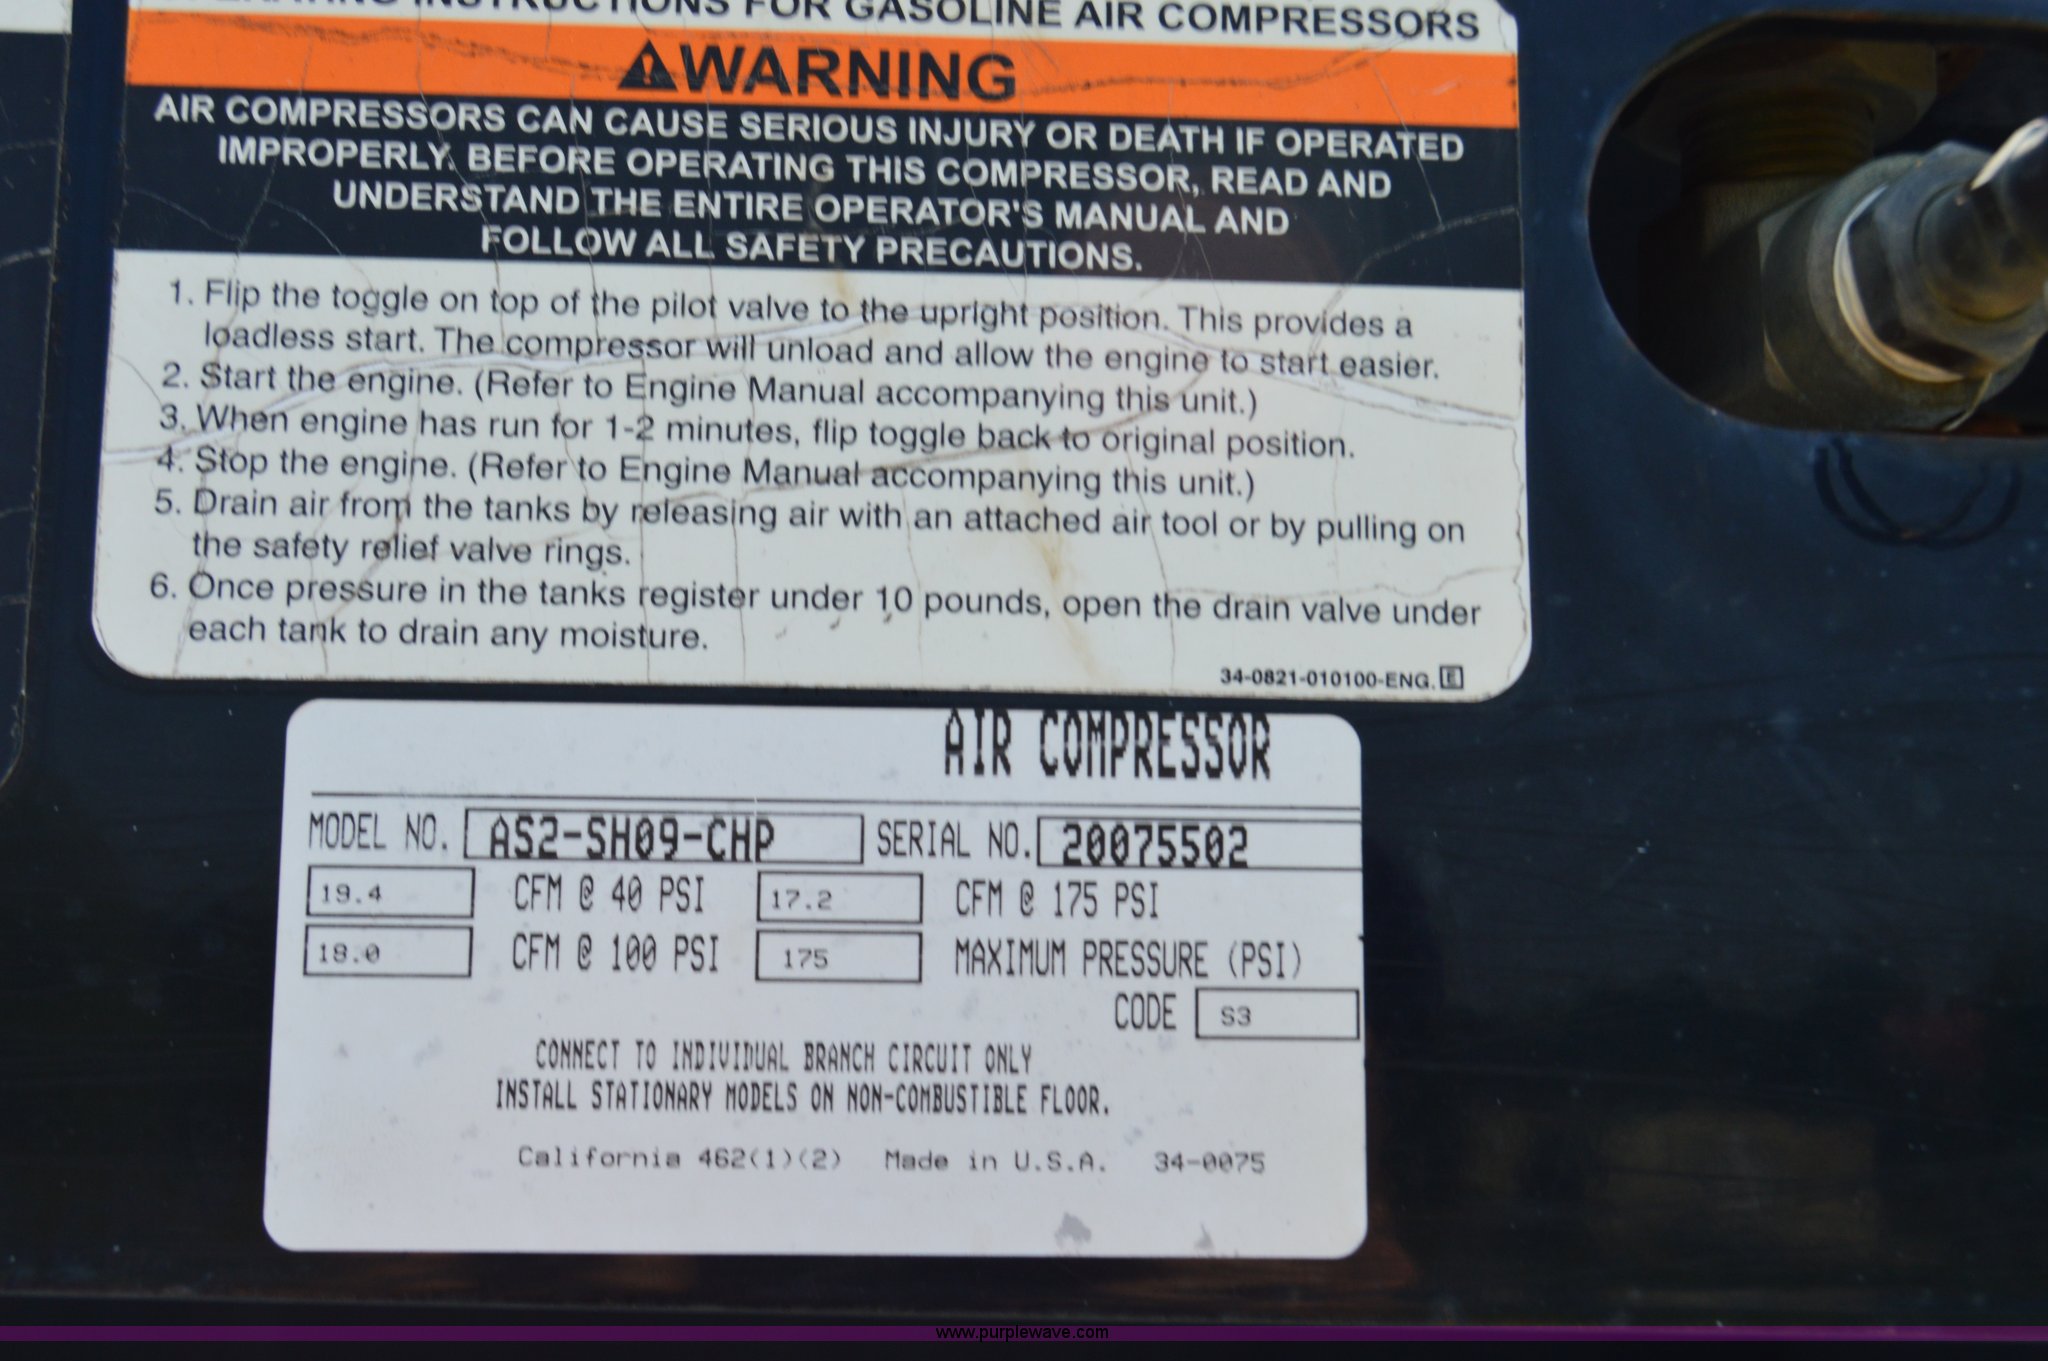 OPERATING INSTRUCTIONS FOR GASOLINE AIR COMPRESSORS
WARNING
AIR COMPRESSORS CAN CAUSE SERIOUS INJURY OR DEATH IF OPERATED
IMPROPERLY. BEFORE OPERATING THIS COMPRESSOR, READ AND
UNDERSTAND THE ENTIRE OPERATOR'S MANUAL AND
FOLLOW ALL SAFETY PRECAUTIONS.
1. Flip the toggle on top of the pilot valve to the upright position. This provides a
loadless start. The compressor will unload and allow the engine to start easier.
2. Start the engine. (Refer to Engine Manual accompanying this unit.)
3. When engine has run for 1-2 minutes, flip toggle back to original position.
4. Stop the engine. (Refer to Engine Manual accompanying this unit.)
5. Drain air from the tanks by releasing air with an attached air tool or by pulling on
the safety relief valve rings.
6. Once pressure in the tanks register under 10 pounds, open the drain valve under
each tank to drain any moisture.
34-0821-010100-ENG. E
AIR COMPRESSOR
MODEL NO. AS2-SH09-CHP SERIAL NO. 20075502
19.4 CFM @ 40 PSI 17.2 CFM @ 175 PSI
18.0 CFM @ 100 PSI 175 MAXIMUM PRESSURE (PSI)
CODE S3
CONNECT TO INDIVIDUAL BRANCH CIRCUIT ONLY
INSTALL STATIONARY MODELS ON NON-COMBUSTIBLE FLOOR.
California 462(1)(2) Made in U.S.A. 34-0075
www.purplewave.com